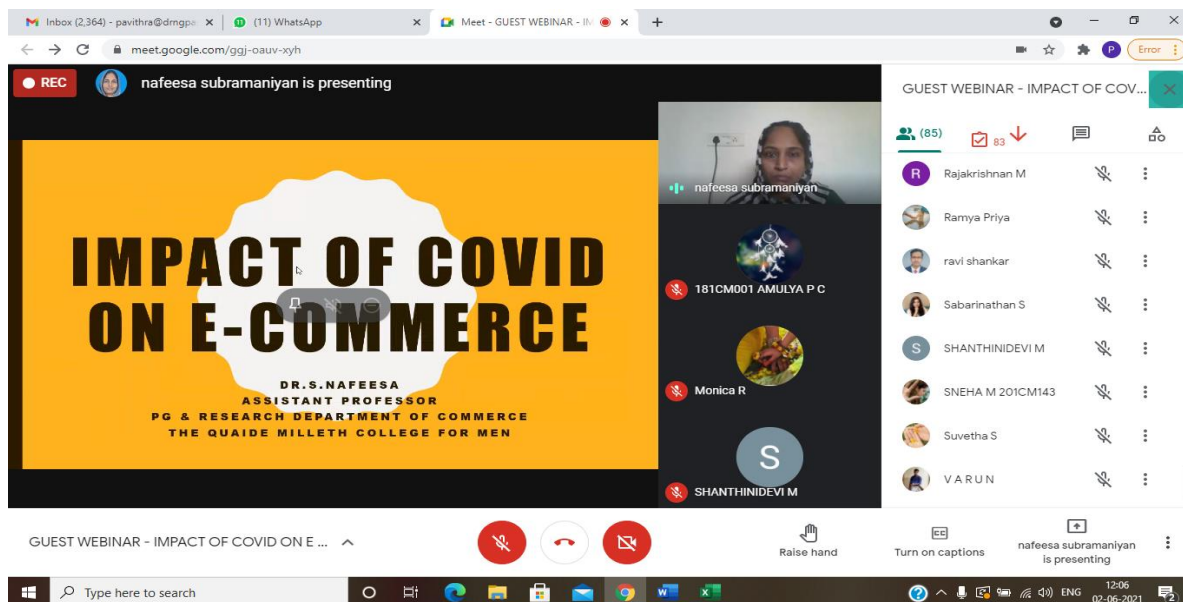 Inbox (2,364) - pavithra@drngpa
(11) WhatsApp
Meet - GUEST WEBINAR - IM
meet.google.com/ggj-oauv-xyh
P
Error
REC
nafeesa subramaniyan is presenting
IMPACT OF COVID
ON E-COMMERCE
DR.S.NAFEESA
ASSISTANT PROFESSOR
PG & RESEARCH DEPARTMENT OF COMMERCE
THE QUAIDE MILLETH COLLEGE FOR MEN
nafeesa subramaniyan
181CM001 AMULYA P C
Monica R
S
SHANTHINIDEVI M
GUEST WEBINAR - IMPACT OF COV...
(85)
83
R
Rajakrishnan M
Ramya Priya
ravi shankar
Sabarinathan S
S
SHANTHINIDEVI M
SNEHA M 201CM143
Suvetha S
V A R U N
GUEST WEBINAR - IMPACT OF COVID ON E ...
Raise hand
CC
Turn on captions
nafeesa subramaniyan
is presenting
Type here to search
W
X
ENG
12:06
02-06-2021
2